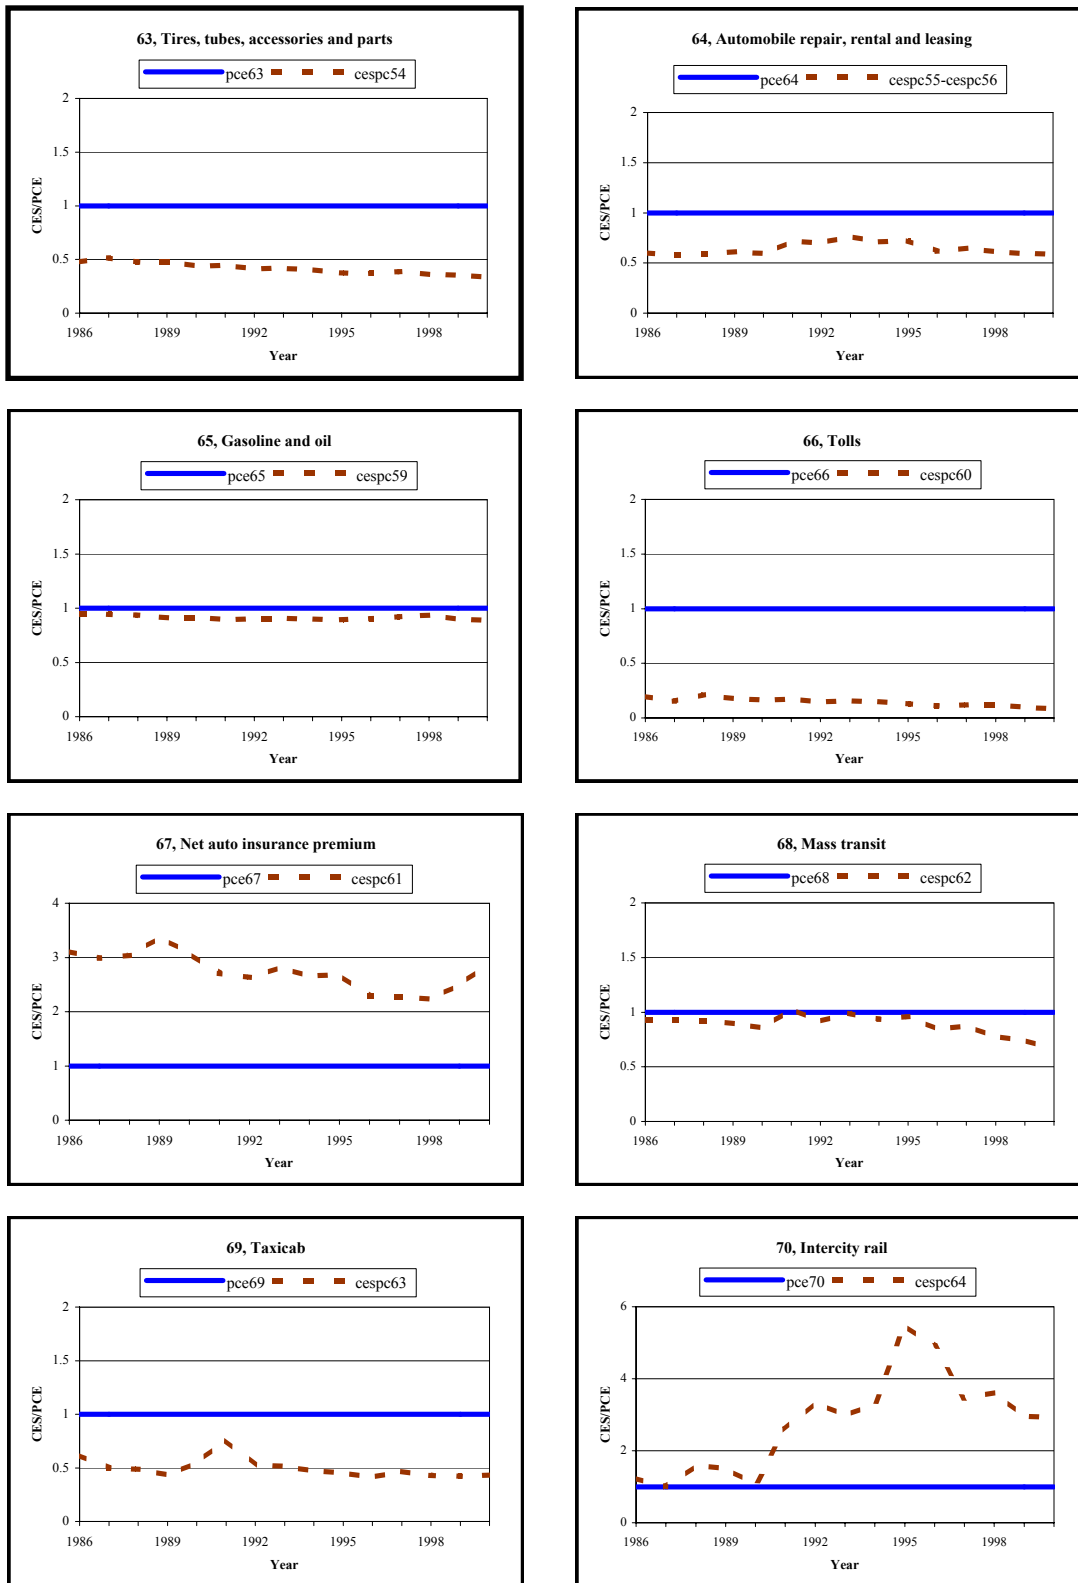 63, Tires, tubes, accessories and parts
pce63 cespc54
2
1.5
1
0.5
0
CES/PCE
1986 1989 1992 1995 1998
Year
64, Automobile repair, rental and leasing
pce64 cespc55-cespc56
2
1.5
1
0.5
0
CES/PCE
1986 1989 1992 1995 1998
Year
65, Gasoline and oil
pce65 cespc59
2
1.5
1
0.5
0
CES/PCE
1986 1989 1992 1995 1998
Year
66, Tolls
pce66 cespc60
2
1.5
1
0.5
0
CES/PCE
1986 1989 1992 1995 1998
Year
67, Net auto insurance premium
pce67 cespc61
4
3
2
1
0
CES/PCE
1986 1989 1992 1995 1998
Year
68, Mass transit
pce68 cespc62
2
1.5
1
0.5
0
CES/PCE
1986 1989 1992 1995 1998
Year
69, Taxicab
pce69 cespc63
2
1.5
1
0.5
0
CES/PCE
1986 1989 1992 1995 1998
Year
70, Intercity rail
pce70 cespc64
6
4
2
0
CES/PCE
1986 1989 1992 1995 1998
Year